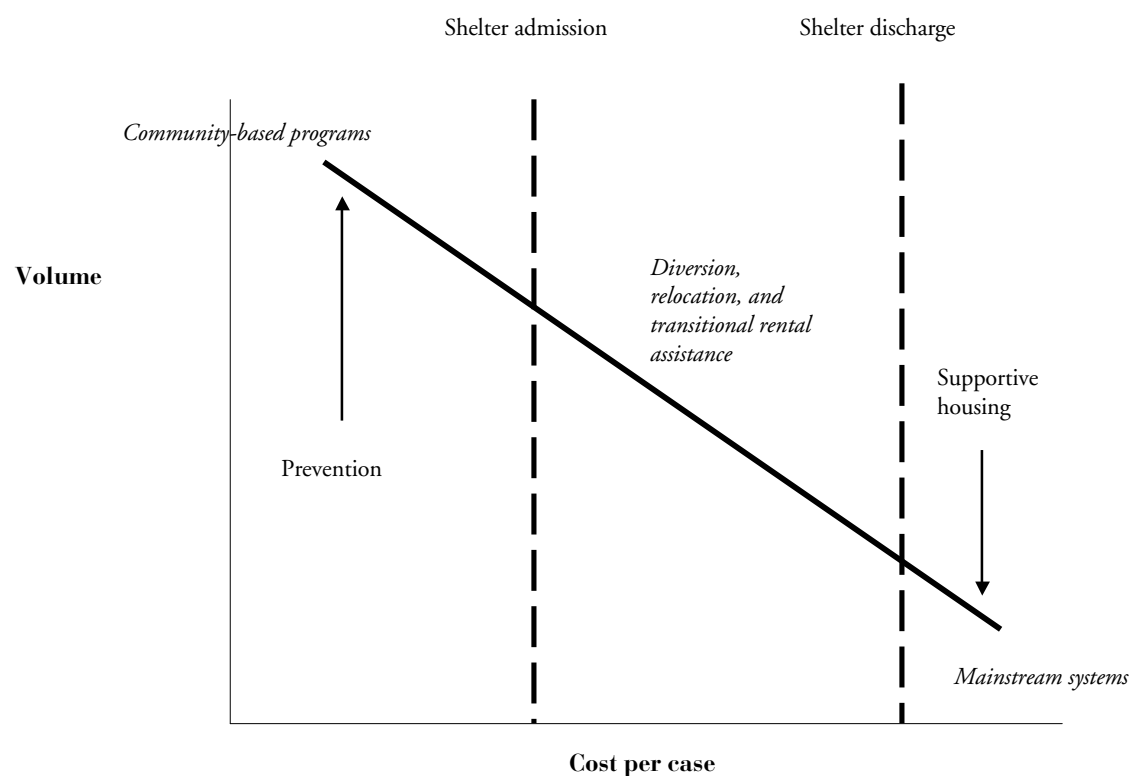 Shelter admission
Shelter discharge
Community-based programs
Volume
Diversion,
relocation, and
transitional rental
assistance
Supportive
housing
Prevention
Mainstream systems
Cost per case